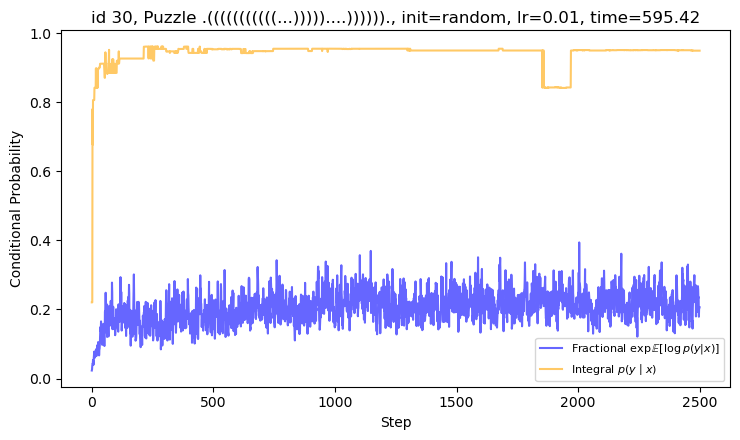 id 30, Puzzle .(((((((((((...)))))....))))))., init=random, lr=0.01, time=595.42
Conditional Probability
1.0
0.8
0.6
0.4
0.2
0.0
0
500
1000
1500
2000
2500
Step
Fractional exp𝔼[log p(y|x)]
Integral p(y | x)